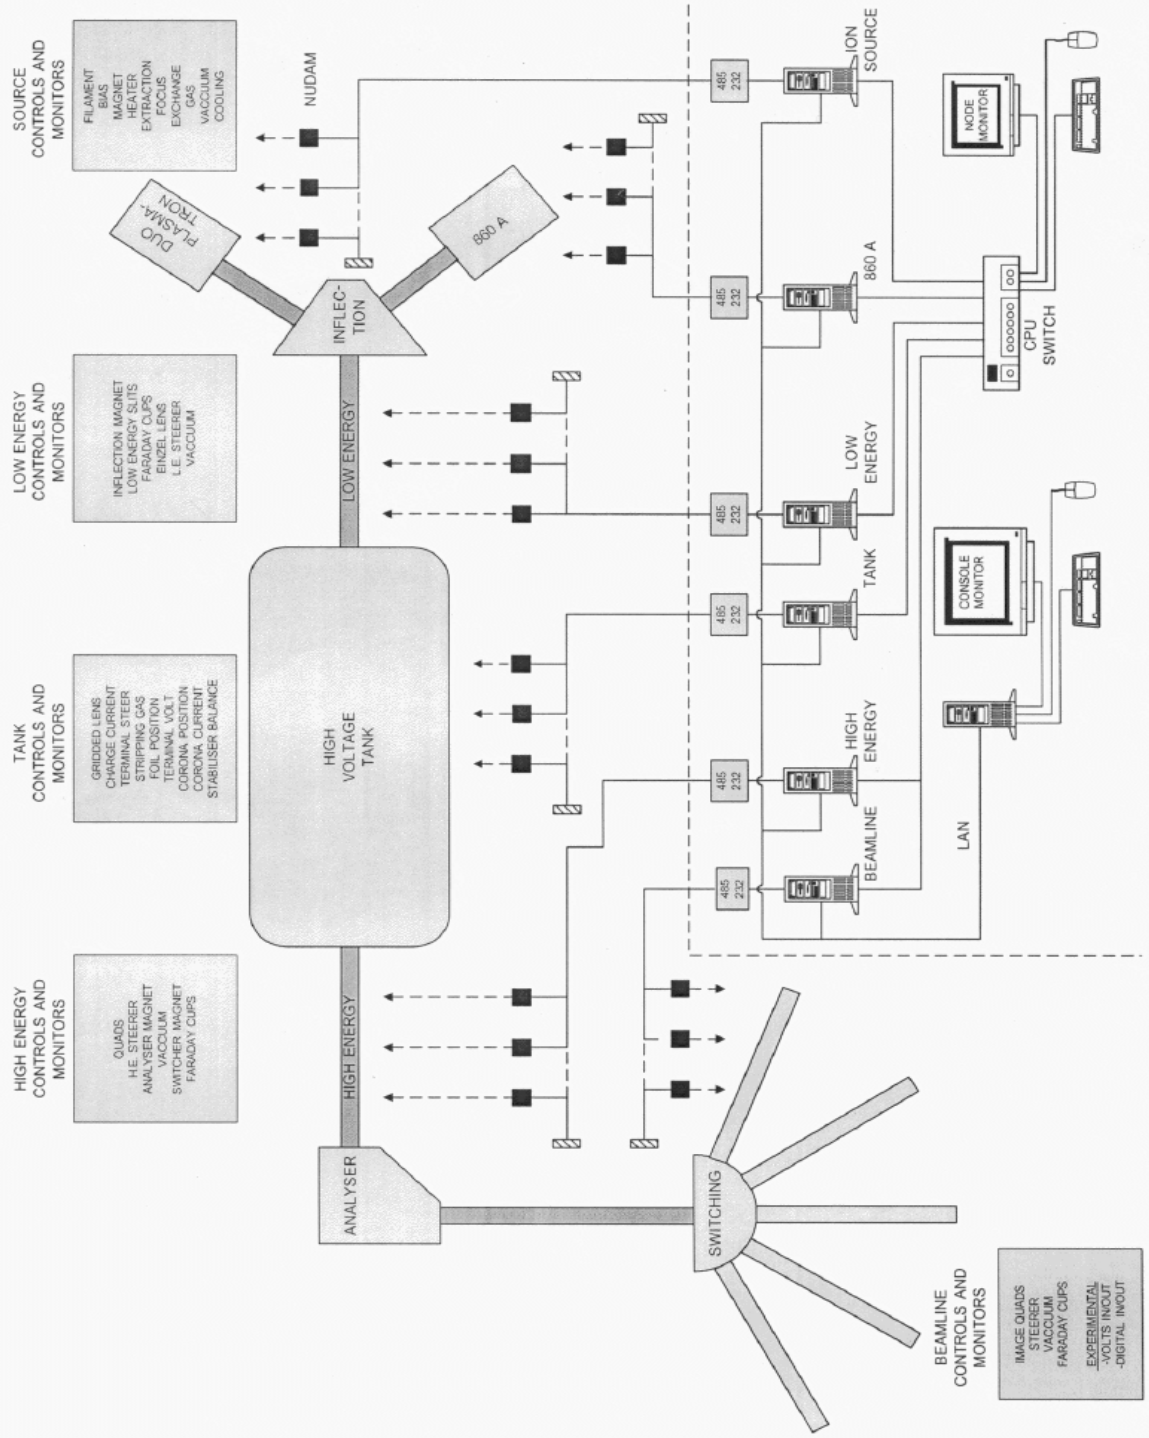 SOURCE
CONTROLS AND
MONITORS
FILAMENT
BIAS
MAGNET
HEATER
EXTRACTION
FOCUS
EXCHANGE
GAS
VACCUUM
COOLING
NUDAM
DUO
PLASMA-
TRON
860 A
INFLEC-
TION
LOW ENERGY
CONTROLS AND
MONITORS
INFLECTION MAGNET
LOW ENERGY SLITS
FARADAY CUPS
EINZEL LENS
L.E. STEERER
VACCUUM
LOW ENERGY
TANK
CONTROLS AND
MONITORS
GRIDDED LENS
CHARGE CURRENT
TERMINAL STEER
STRIPPING GAS
FOIL POSITION
TERMINAL VOLT
CORONA POSITION
CORONA CURRENT
STABILISER BALANCE
HIGH
VOLTAGE
TANK
HIGH ENERGY
CONTROLS AND
MONITORS
QUADS
H.E. STEERER
ANALYSER MAGNET
VACCUUM
SWITCHER MAGNET
FARADAY CUPS
HIGH ENERGY
ANALYSER
SWITCHING
BEAMLINE
CONTROLS AND
MONITORS
IMAGE QUADS
STEERER
VACCUUM
FARADAY CUPS
EXPERIMENTAL
-VOLTS IN/OUT
-DIGITAL IN/OUT
485
232
ION
SOURCE
485
232
860 A
485
232
LOW
ENERGY
485
232
TANK
485
232
HIGH
ENERGY
485
232
BEAMLINE
LAN
NODE
MONITOR
CPU
SWITCH
CONSOLE
MONITOR